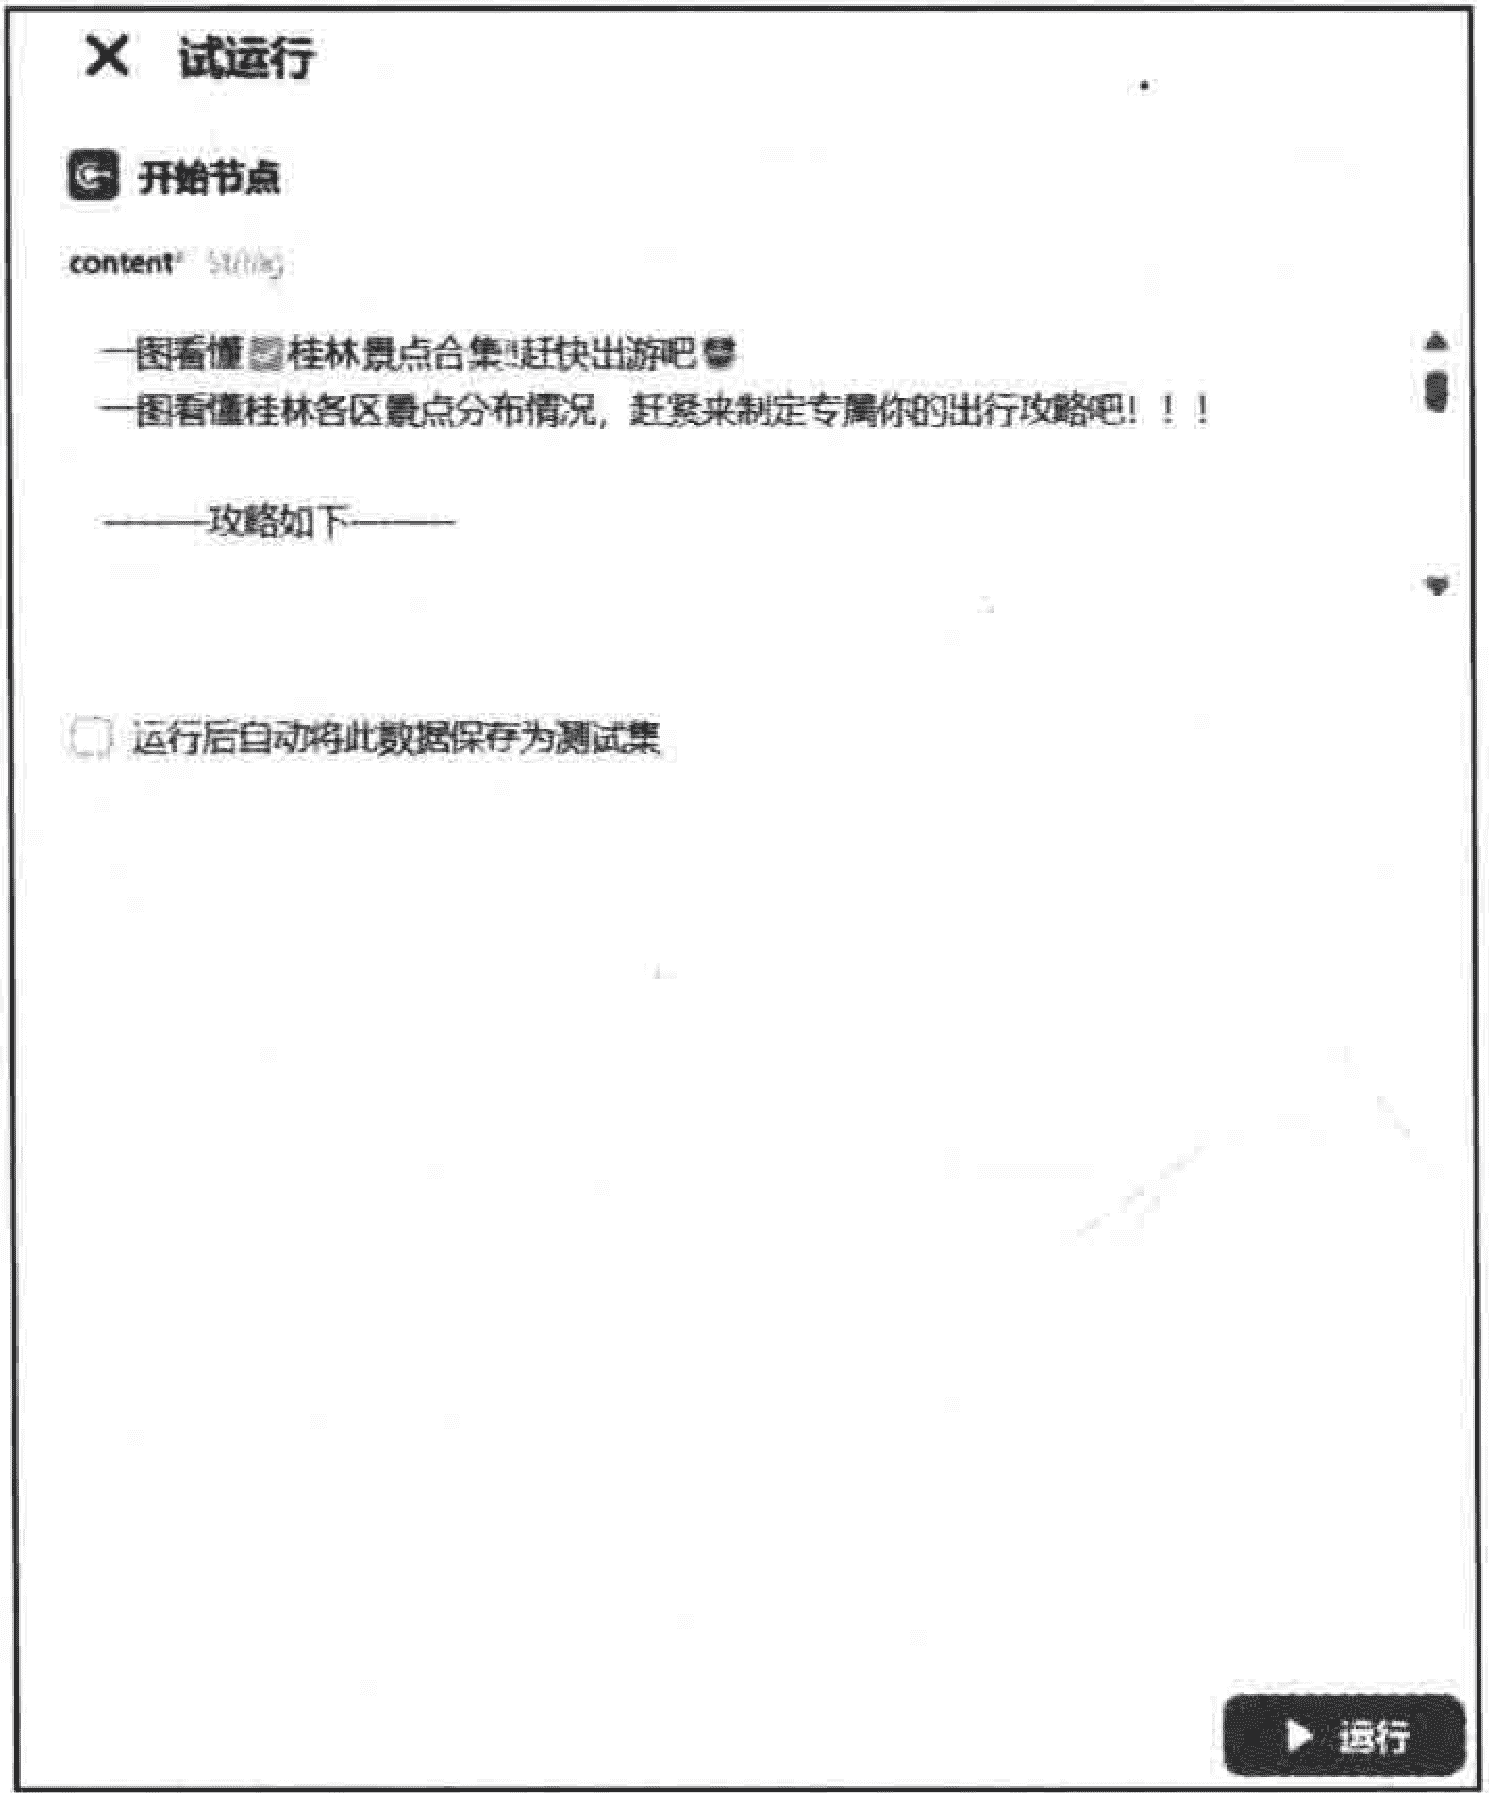 试运行
开始节点
content* String
一图看懂✅桂林景点合集‼️赶快出游吧😎
一图看懂桂林各区景点分布情况，赶紧来制定专属你的出行攻略吧！！！
———攻略如下———
运行后自动将此数据保存为测试集
运行